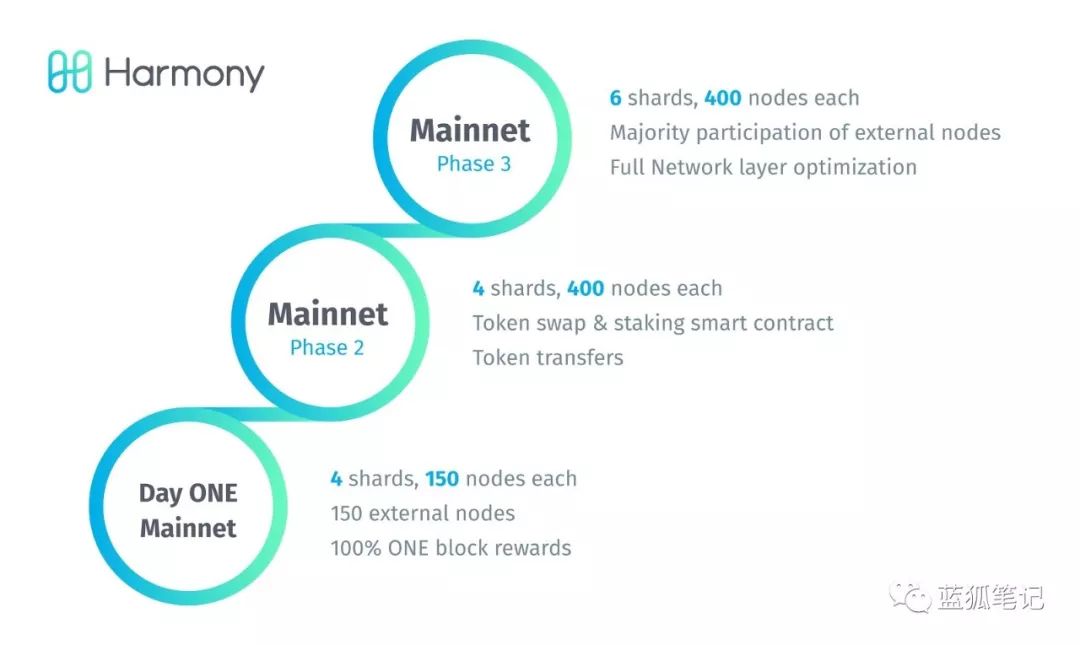 Harmony
Mainnet
Phase 3
6 shards, 400 nodes each
Majority participation of external nodes
Full Network layer optimization
Mainnet
Phase 2
4 shards, 400 nodes each
Token swap & staking smart contract
Token transfers
Day ONE
Mainnet
4 shards, 150 nodes each
150 external nodes
100% ONE block rewards
蓝狐笔记